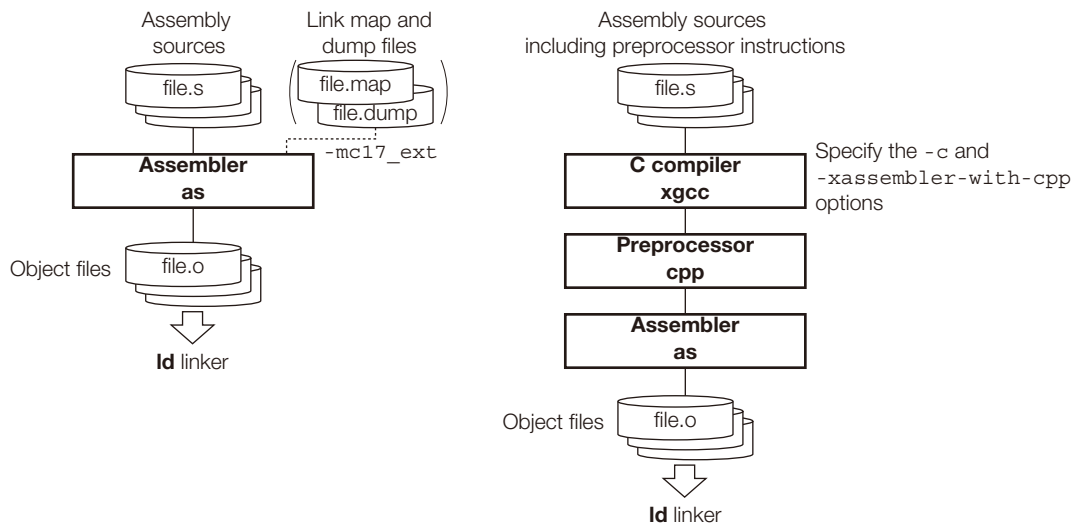 Assembly
sources
file.s
Link map and
dump files
file.map
file.dump
-mc17_ext
Assembler
as
Object files
file.o
ld linker
Assembly sources
including preprocessor instructions
file.s
C compiler
xgcc
Specify the -c and
-xassembler-with-cpp
options
Preprocessor
cpp
Assembler
as
Object files
file.o
ld linker